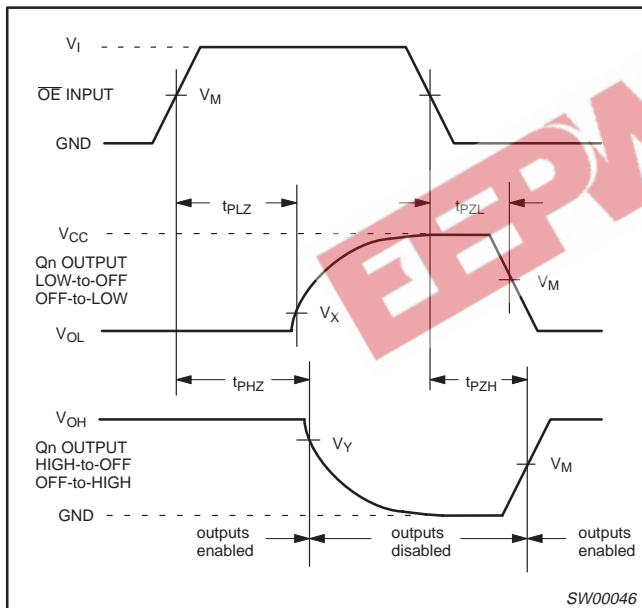 VI
OE INPUT
VM
GND
tPLZ
tPZL
VCC
Qn OUTPUT
LOW-to-OFF
OFF-to-LOW
VM
VX
VOL
tPHZ
tPZH
VOH
VY
Qn OUTPUT
HIGH-to-OFF
OFF-to-HIGH
VM
GND
outputs
enabled
outputs
disabled
outputs
enabled
SW00046
EEPW